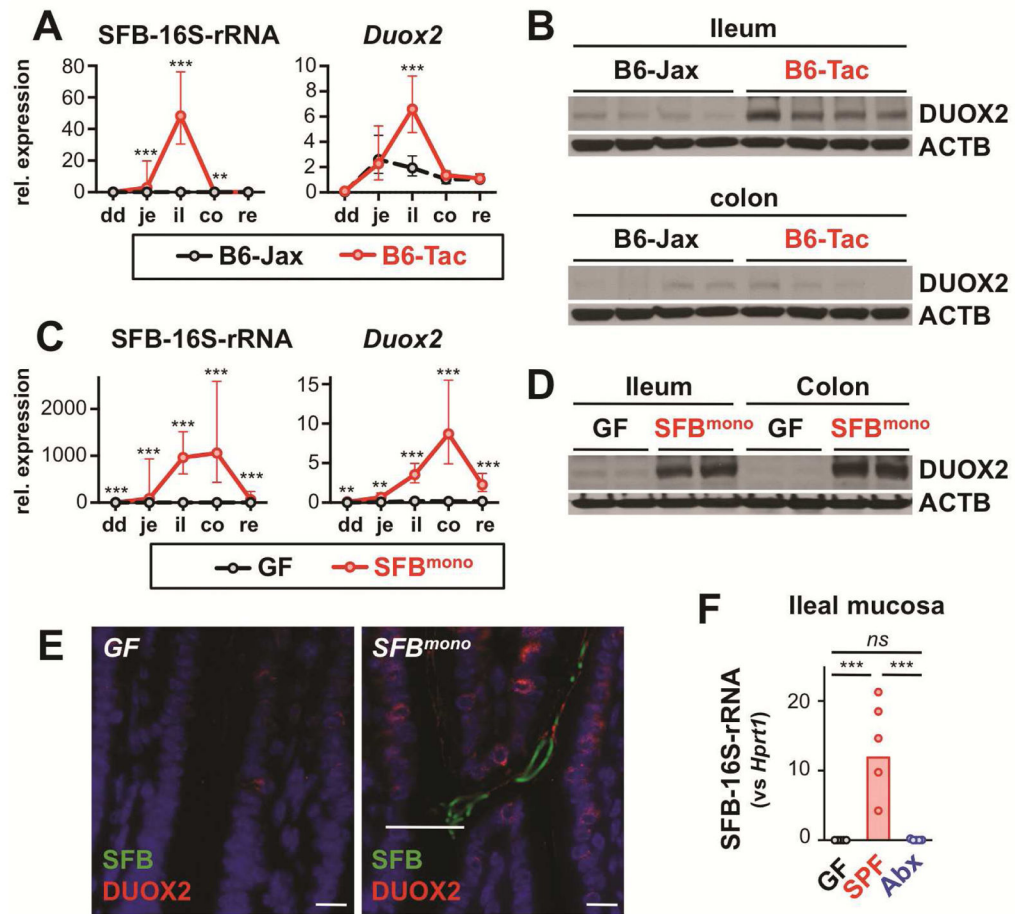 A
SFB-16S-rRNA
Duox2
rel. expression
80
60
40
20
0
***
***
**
dd je il co re
10
8
6
4
2
0
***
dd je il co re
B6-Jax B6-Tac
B
Ileum
B6-Jax B6-Tac
DUOX2
ACTB
colon
B6-Jax B6-Tac
DUOX2
ACTB
C
SFB-16S-rRNA
Duox2
rel. expression
2000
1000
0
***
***
***
***
***
dd je il co re
15
10
5
0
**
**
***
***
***
dd je il co re
GF SFBmono
D
Ileum Colon
GF SFBmono GF SFBmono
DUOX2
ACTB
E
GF
SFB
DUOX2
SFBmono
SFB
DUOX2
F
Ileal mucosa
SFB-16S-rRNA
(vs Hprt1)
ns
*** ***
20
10
0
GF SPF Abx